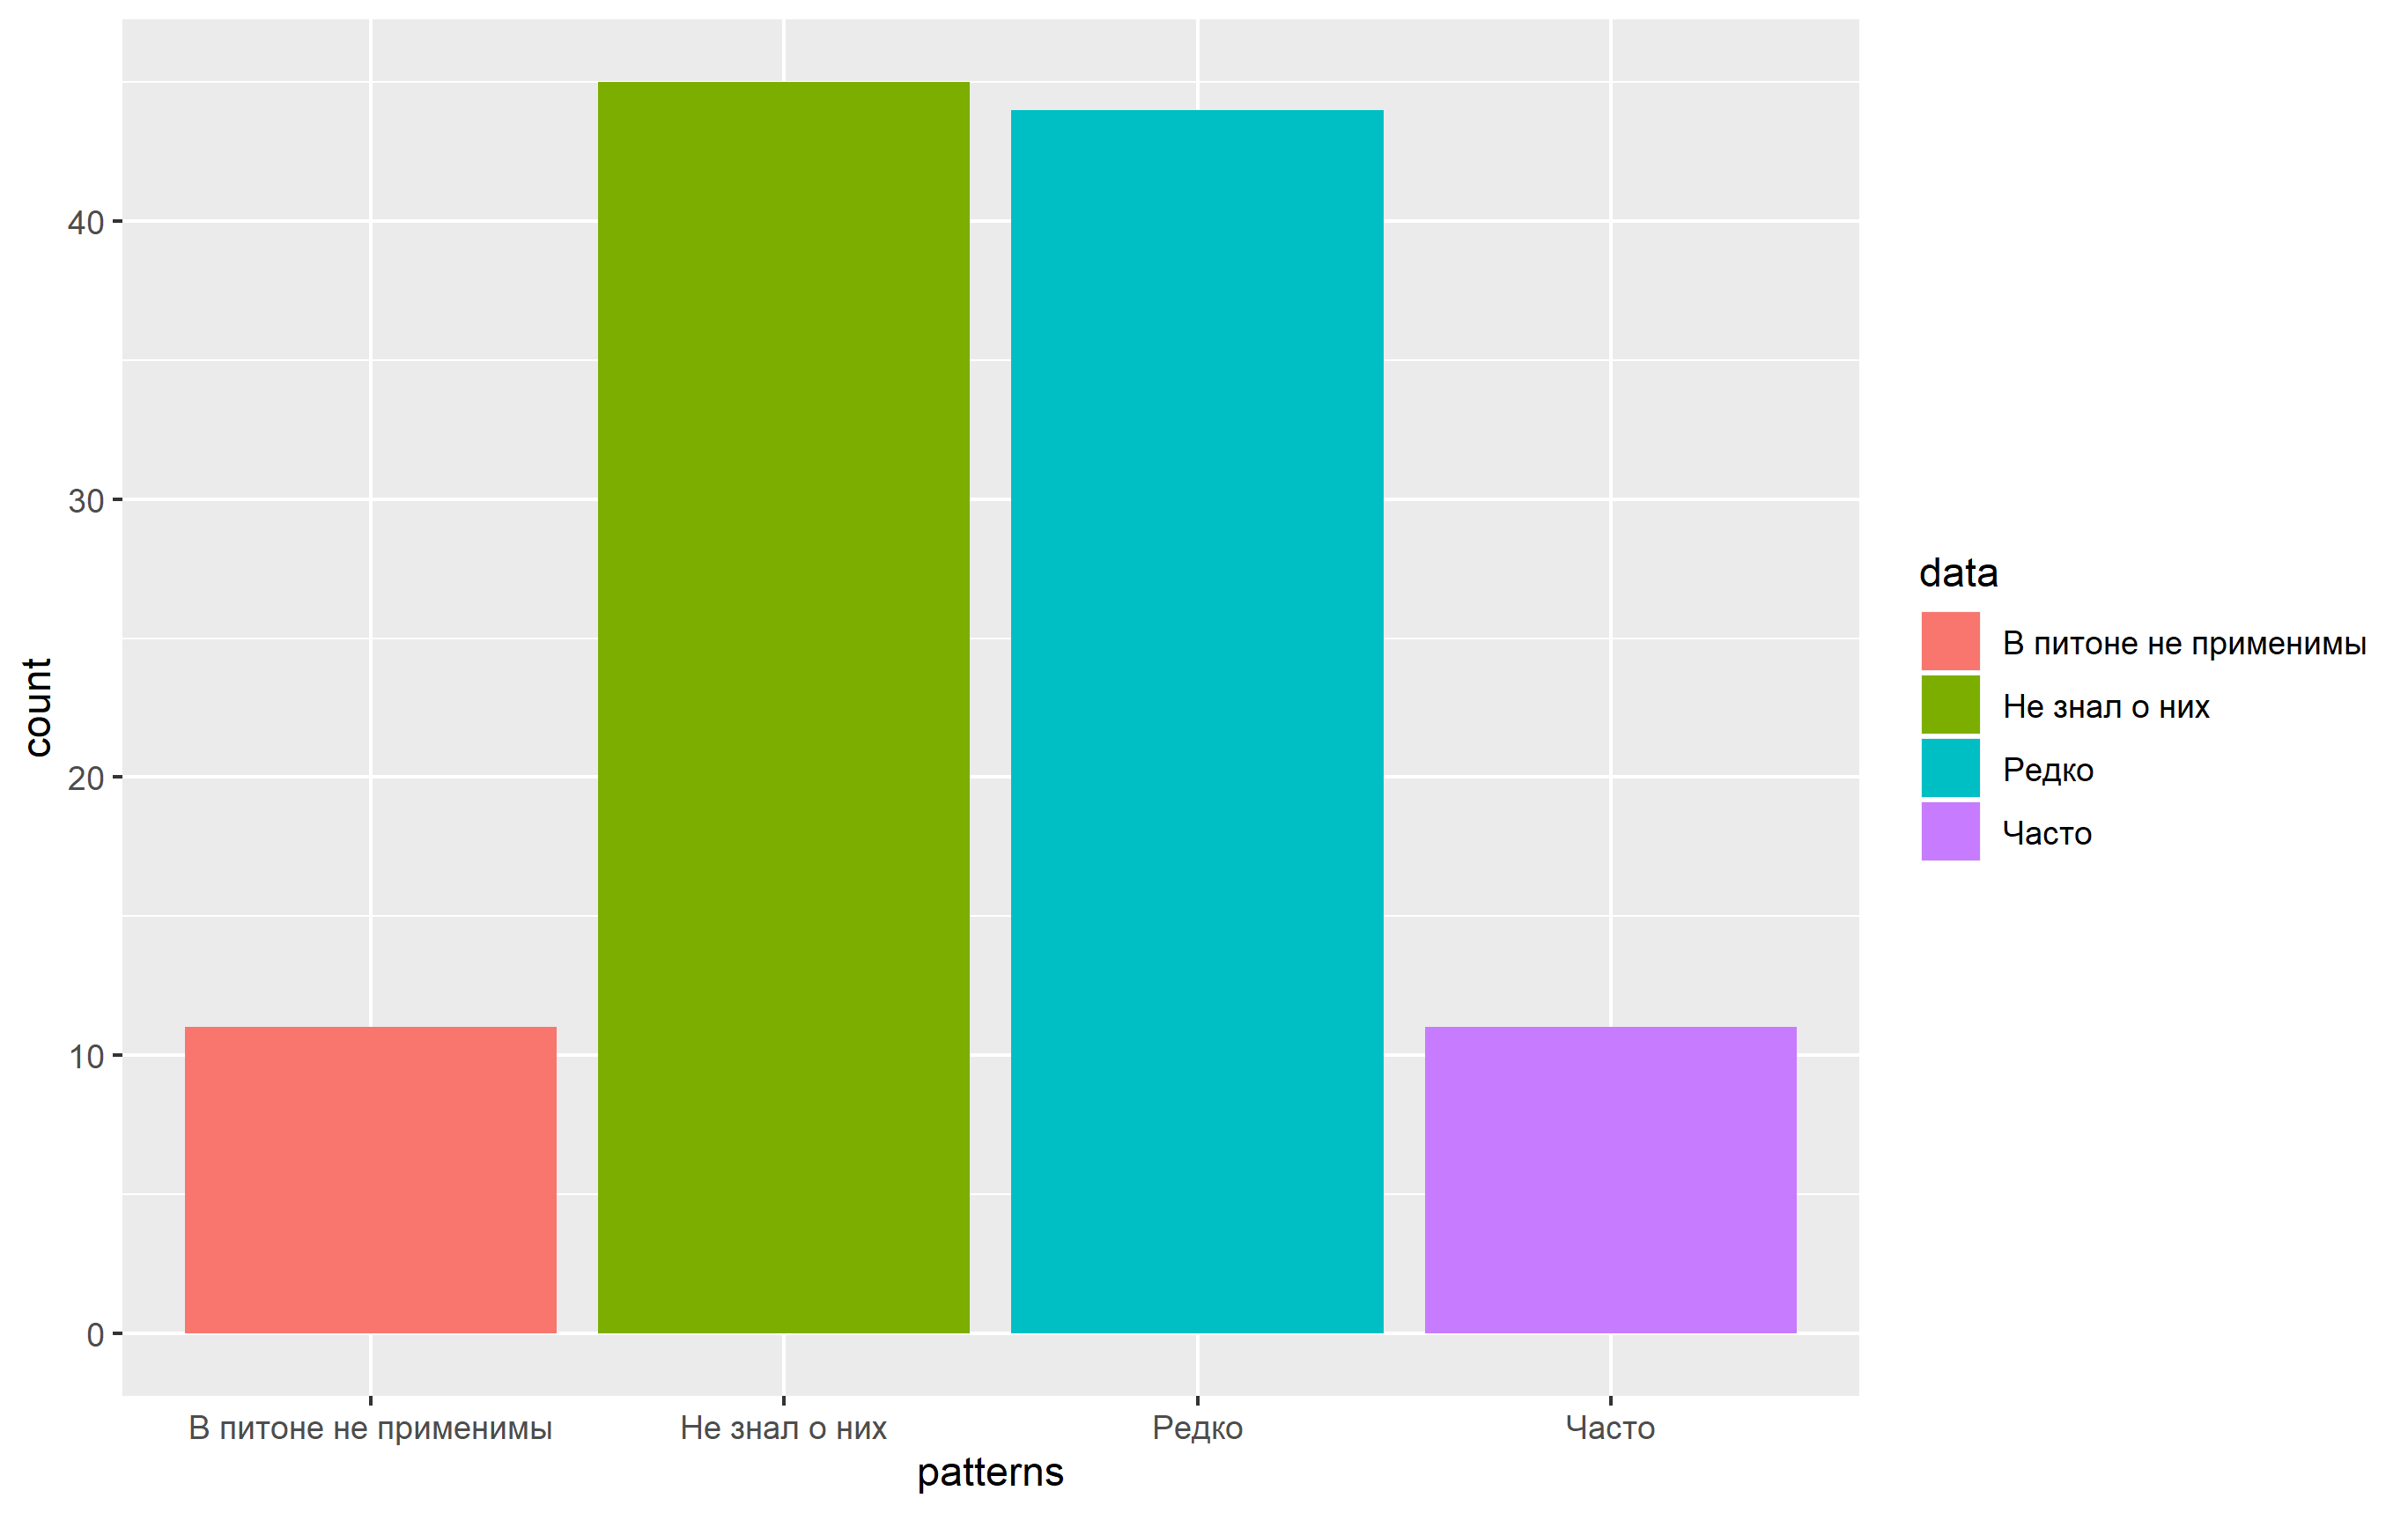 40
30
20
10
0
count
В питоне не применимы
Не знал о них
Редко
Часто
patterns
data
В питоне не применимы
Не знал о них
Редко
Часто